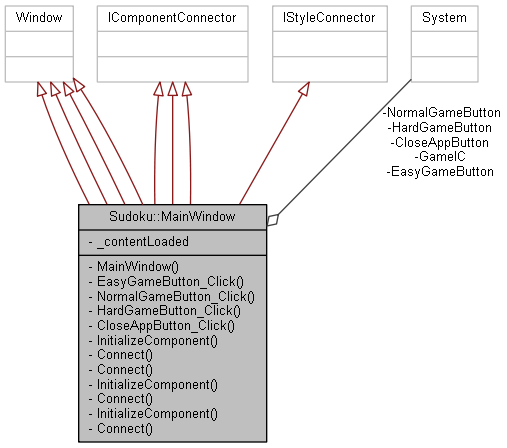 Window
IComponentConnector
IStyleConnector
System
-NormalGameButton
-HardGameButton
-CloseAppButton
-GameIC
-EasyGameButton
Sudoku::MainWindow
- _contentLoaded
- MainWindow()
- EasyGameButton_Click()
- NormalGameButton_Click()
- HardGameButton_Click()
- CloseAppButton_Click()
- InitializeComponent()
- Connect()
- Connect()
- InitializeComponent()
- Connect()
- InitializeComponent()
- Connect()